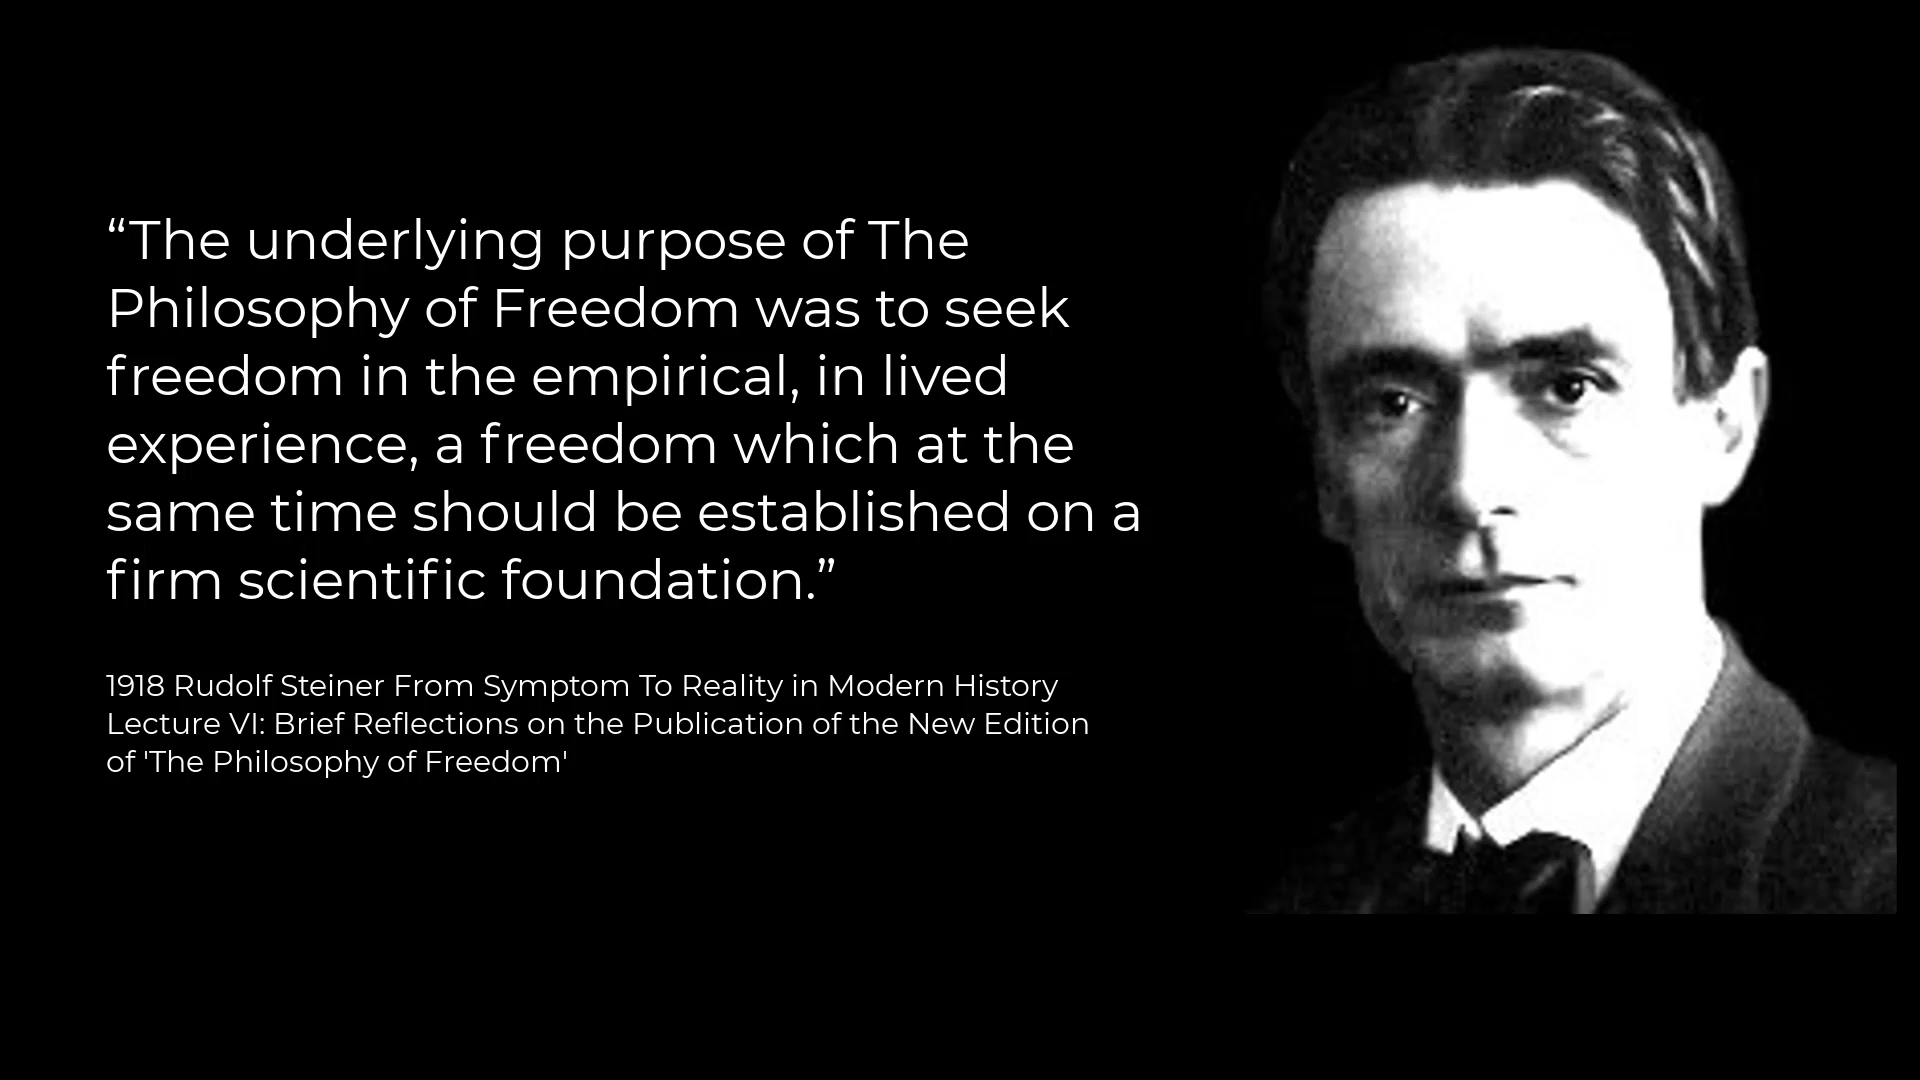 “The underlying purpose of The
Philosophy of Freedom was to seek
freedom in the empirical, in lived
experience, a freedom which at the
same time should be established on a
firm scientific foundation.”
1918 Rudolf Steiner From Symptom To Reality in Modern History
Lecture VI: Brief Reflections on the Publication of the New Edition
of 'The Philosophy of Freedom'